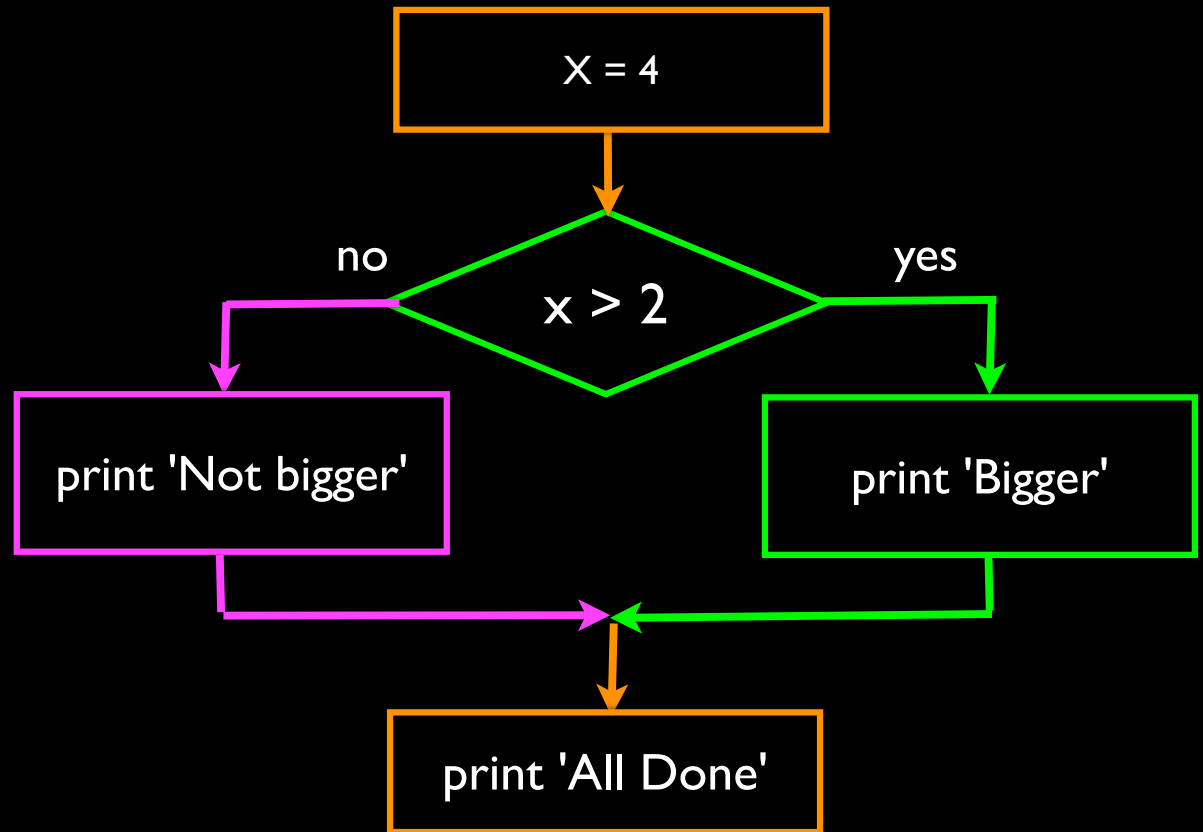 X = 4
no
yes
x > 2
print 'Not bigger'
print 'Bigger'
print 'All Done'